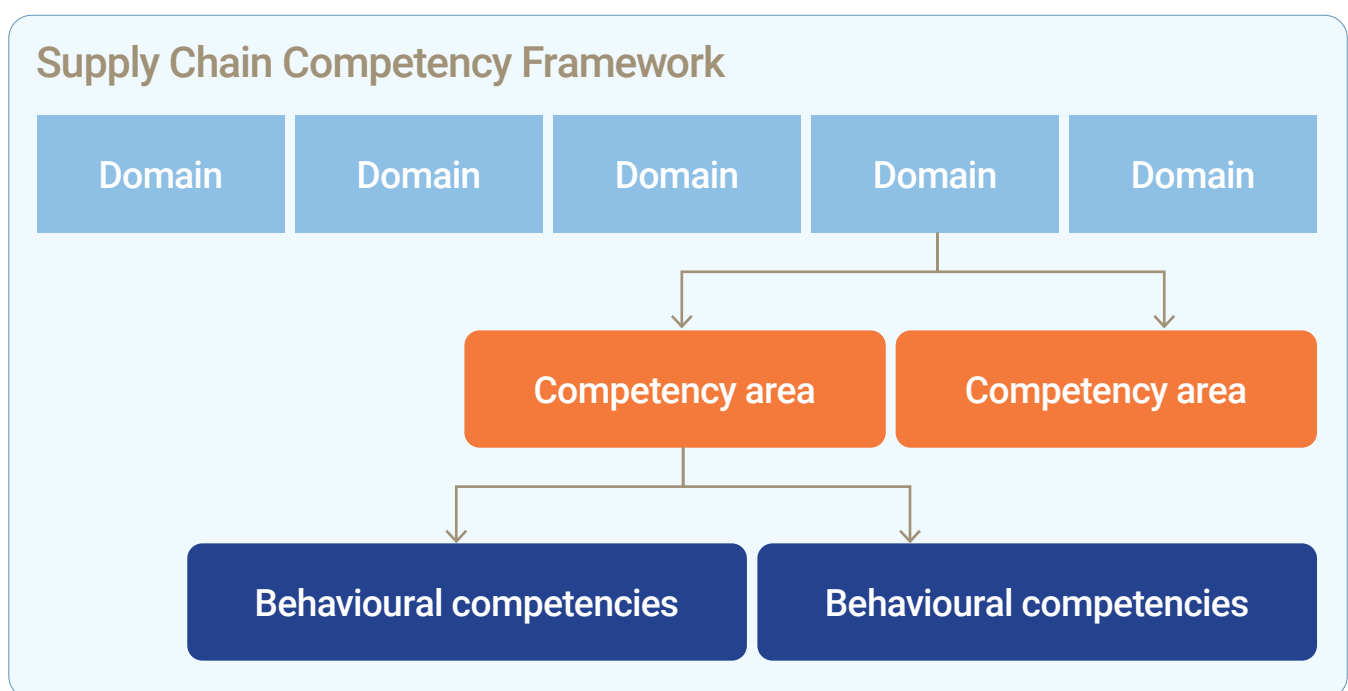 Supply Chain Competency Framework
Domain
Domain
Domain
Domain
Domain
Competency area
Competency area
Behavioural competencies
Behavioural competencies